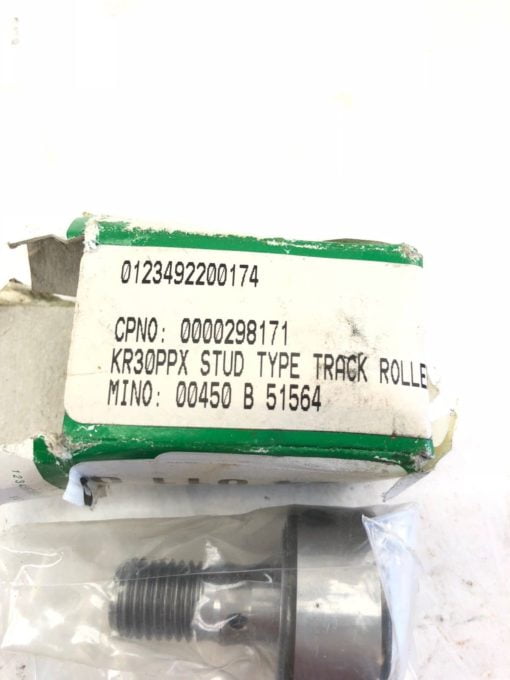 0123492200174
CPNO: 0000298171
KR30PPX STUD TYPE TRACK ROLLE
MINO: 00450 B 51564